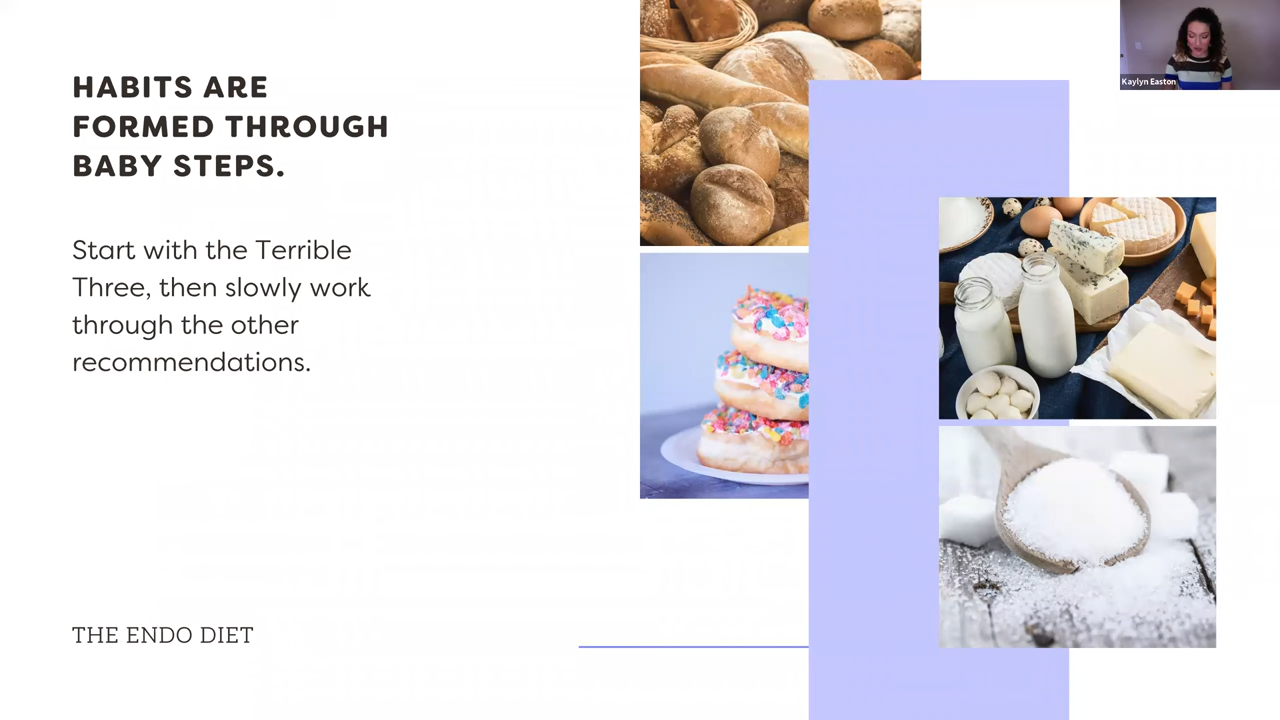 HABITS ARE
FORMED THROUGH
BABY STEPS.
Start with the Terrible
Three, then slowly work
through the other
recommendations.
THE ENDO DIET
Kaylyn Easton